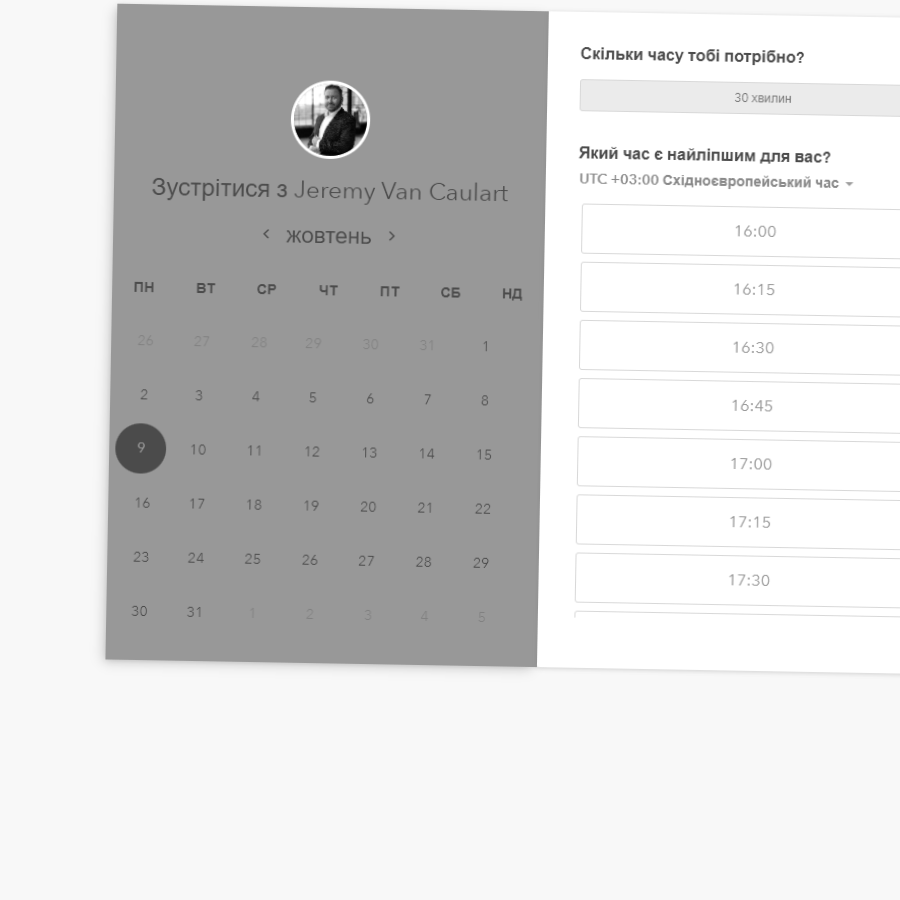 Зустрітися з Jeremy Van Caulart
жовтень
ПН ВТ СР ЧТ ПТ СБ НД
26 27 28 29 30 31 1
2 3 4 5 6 7 8
9 10 11 12 13 14 15
16 17 18 19 20 21 22
23 24 25 26 27 28 29
30 31 1 2 3 4 5
Скільки часу тобі потрібно?
30 хвилин
Який час є найліпшим для вас?
UTC +03:00 Східноєвропейський час
16:00
16:15
16:30
16:45
17:00
17:15
17:30